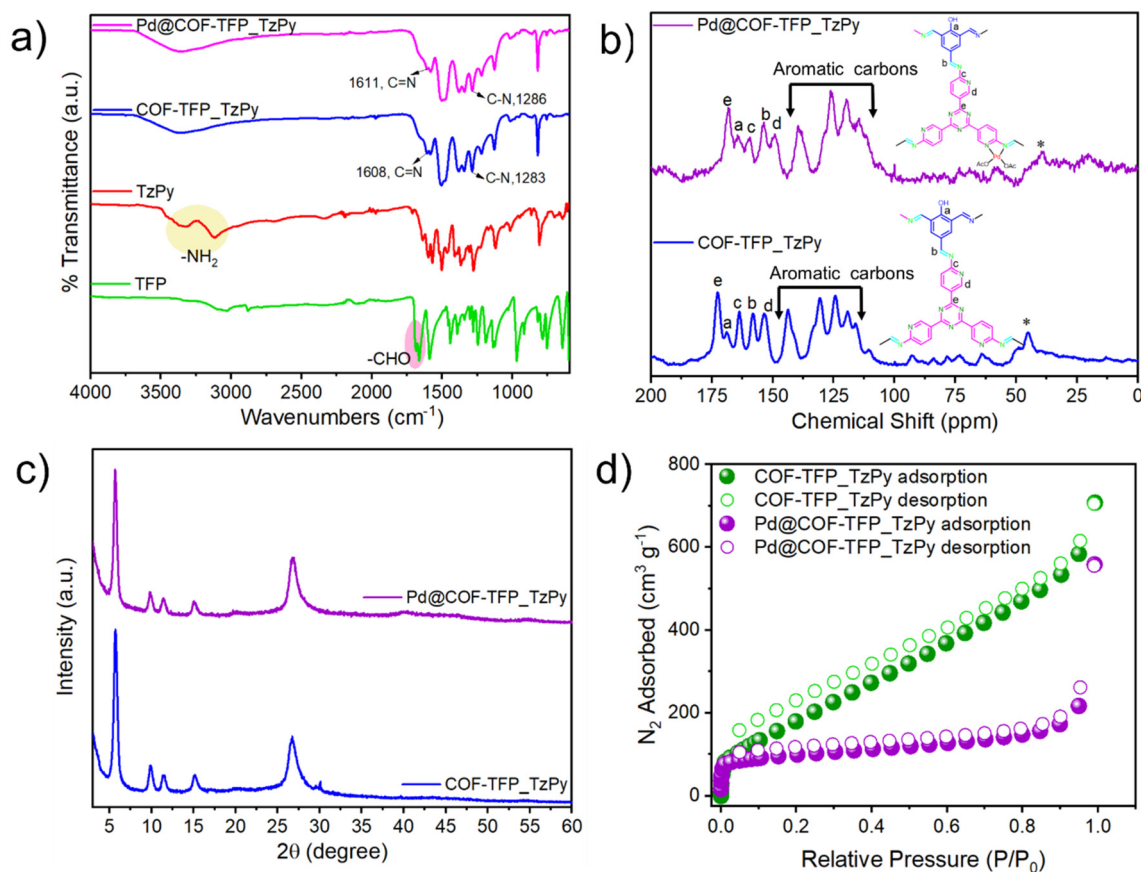 a)
Pd@COF-TFP_TzPy
1611, C=N
C-N,1286
COF-TFP_TzPy
1608, C=N
C-N,1283
TzPy
-NH₂
TFP
-CHO
% Transmittance (a.u.)
4000 3500 3000 2500 2000 1500 1000
Wavenumbers (cm⁻¹)
b)
Pd@COF-TFP_TzPy
Aromatic carbons
e
a
c
b
d
OH
a
N
N
b
N
c
N
d
e
N
N
N
N
N
N
N
AcO
OAc
*
COF-TFP_TzPy
Aromatic carbons
e
a
c
b
d
OH
a
N
N
b
N
c
N
d
e
N
N
N
N
N
N
N
*
200 175 150 125 100 75 50 25 0
Chemical Shift (ppm)
c)
Pd@COF-TFP_TzPy
COF-TFP_TzPy
Intensity (a.u.)
5 10 15 20 25 30 35 40 45 50 55 60
2θ (degree)
d)
COF-TFP_TzPy adsorption
COF-TFP_TzPy desorption
Pd@COF-TFP_TzPy adsorption
Pd@COF-TFP_TzPy desorption
N₂ Adsorbed (cm³ g⁻¹)
800
600
400
200
0
0.0 0.2 0.4 0.6 0.8 1.0
Relative Pressure (P/P₀)